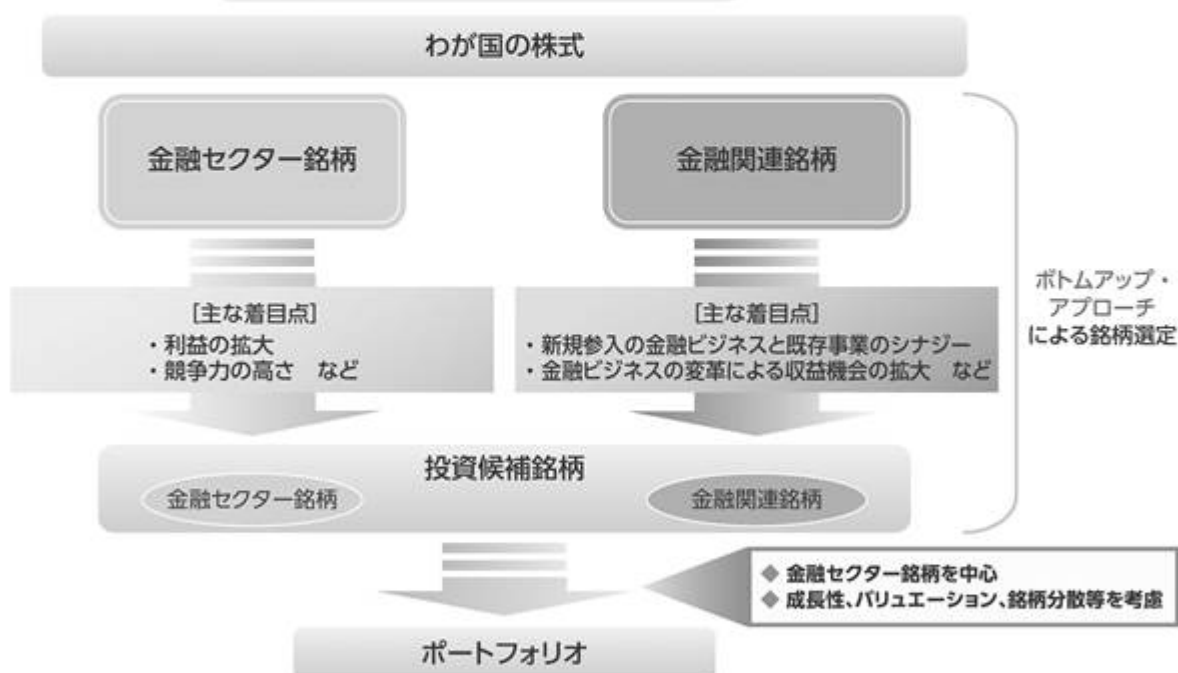 わが国の株式
金融セクター銘柄
金融関連銘柄
[主な着目点]
・利益の拡大
・競争力の高さ　など
[主な着目点]
・新規参入の金融ビジネスと既存事業のシナジー
・金融ビジネスの変革による収益機会の拡大　など
ボトムアップ・
アプローチ
による銘柄選定
投資候補銘柄
金融セクター銘柄
金融関連銘柄
◆ 金融セクター銘柄を中心
◆ 成長性、バリュエーション、銘柄分散等を考慮
ポートフォリオ